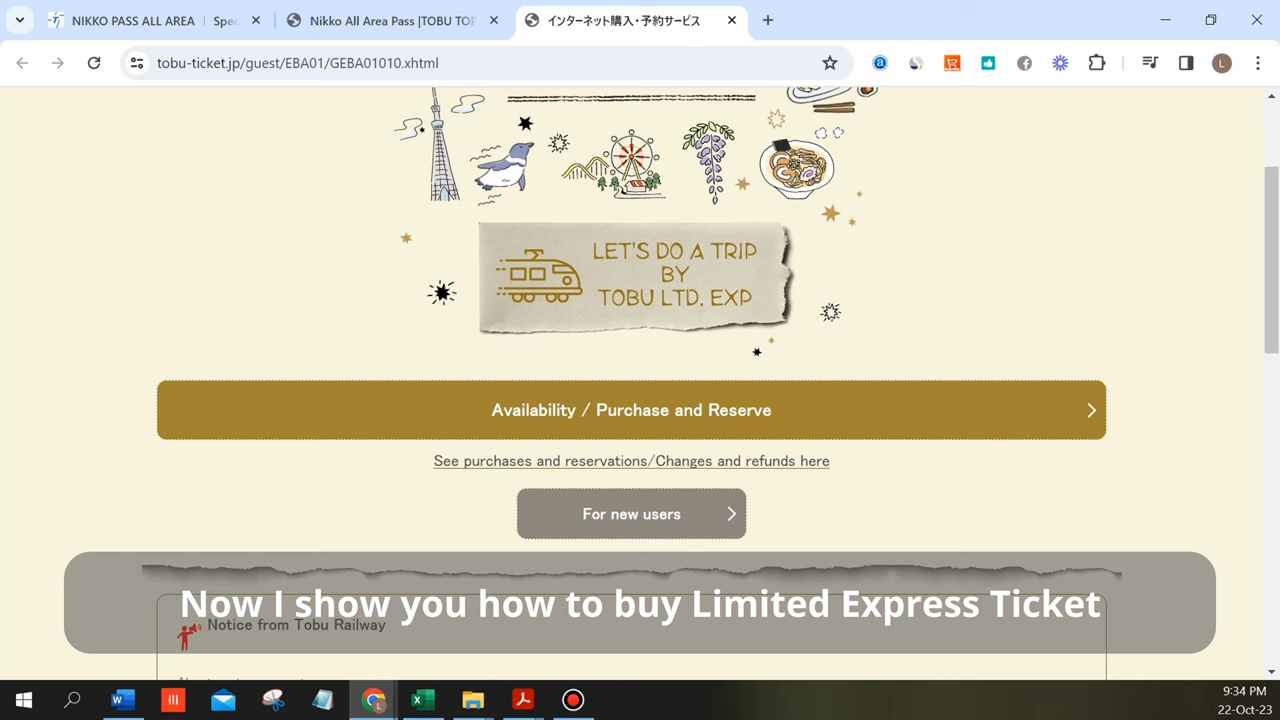 NIKKO PASS ALL AREA | Spec
Nikko All Area Pass |TOBU TOP
インターネット購入・予約サービス
tobu-ticket.jp/guest/EBA01/GEBA01010.xhtml
L
LET'S DO A TRIP
BY
TOBU LTD. EXP
Availability / Purchase and Reserve
See purchases and reservations/Changes and refunds here
For new users
Now I show you how to buy Limited Express Ticket
Notice from Tobu Railway
9:34 PM
22-Oct-23